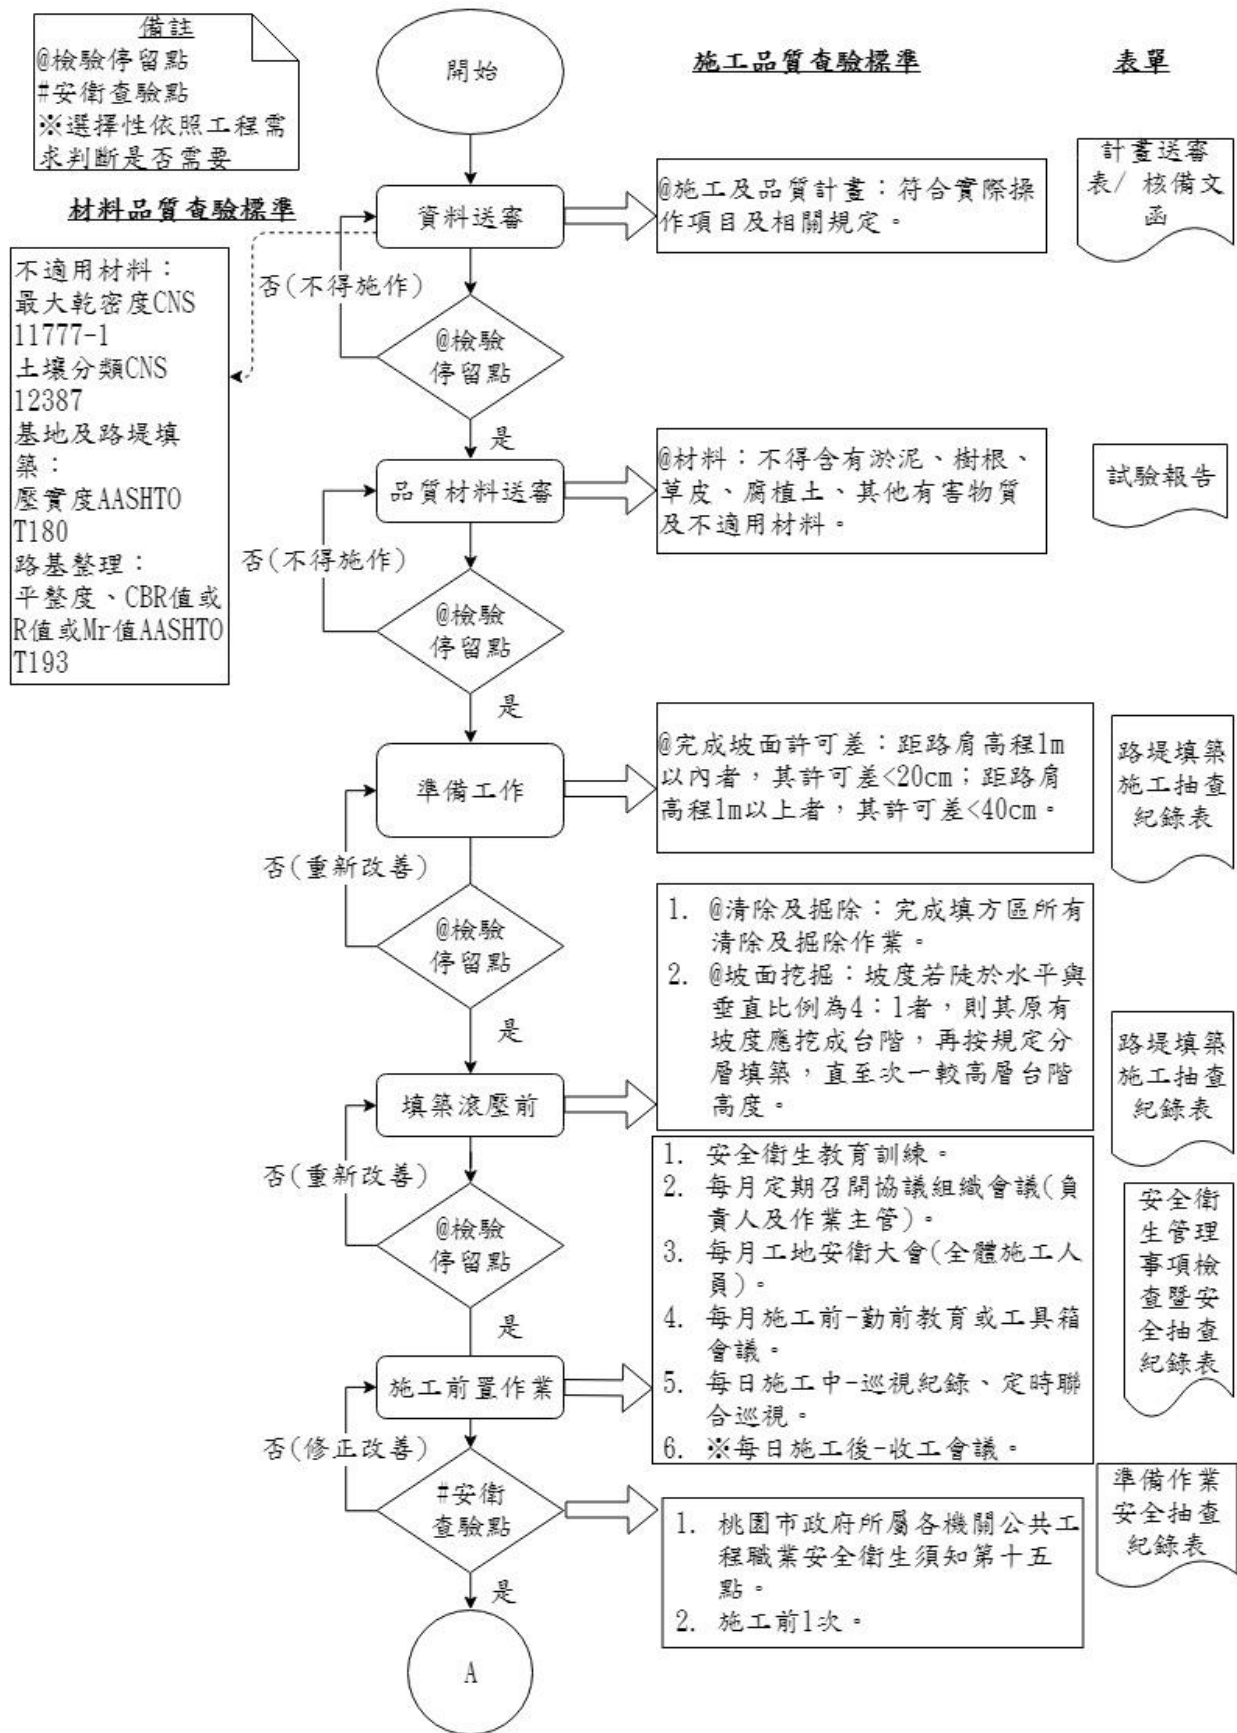 備註
@檢驗停留點
#安衛查驗點
※選擇性依照工程需
求判斷是否需要
開始
施工品質查驗標準
表單
材料品質查驗標準
資料送審
@施工及品質計畫：符合實際操
作項目及相關規定。
計畫送審
表/ 核備文
函
不適用材料：
最大乾密度CNS
11777-1
土壤分類CNS
12387
基地及路堤填
築：
壓實度AASHTO
T180
路基整理：
平整度、CBR值或
R值或Mr值AASHTO
T193
否(不得施作)
@檢驗
停留點
是
品質材料送審
@材料：不得含有淤泥、樹根、
草皮、腐植土、其他有害物質
及不適用材料。
試驗報告
否(不得施作)
@檢驗
停留點
是
準備工作
@完成坡面許可差：距路肩高程1m
以內者，其許可差<20cm；距路肩
高程1m以上者，其許可差<40cm。
路堤填築
施工抽查
紀錄表
否(重新改善)
@檢驗
停留點
是
填築滾壓前
1. @清除及掘除：完成填方區所有
清除及掘除作業。
2. @坡面挖掘：坡度若陡於水平與
垂直比例為4：1者，則其原有
坡度應挖成台階，再按規定分
層填築，直至次一較高層台階
高度。
路堤填築
施工抽查
紀錄表
否(重新改善)
@檢驗
停留點
是
施工前置作業
1. 安全衛生教育訓練。
2. 每月定期召開協議組織會議(負
責人及作業主管)。
3. 每月工地安衛大會(全體施工人
員)。
4. 每月施工前-勤前教育或工具箱
會議。
5. 每日施工中-巡視紀錄、定時聯
合巡視。
6. ※每日施工後-收工會議。
安全衛
生管理
事項檢
查暨安
全抽查
紀錄表
否(修正改善)
#安衛
查驗點
是
1. 桃園市政府所屬各機關公共工
程職業安全衛生須知第十五
點。
2. 施工前1次。
準備作業
安全抽查
紀錄表
A